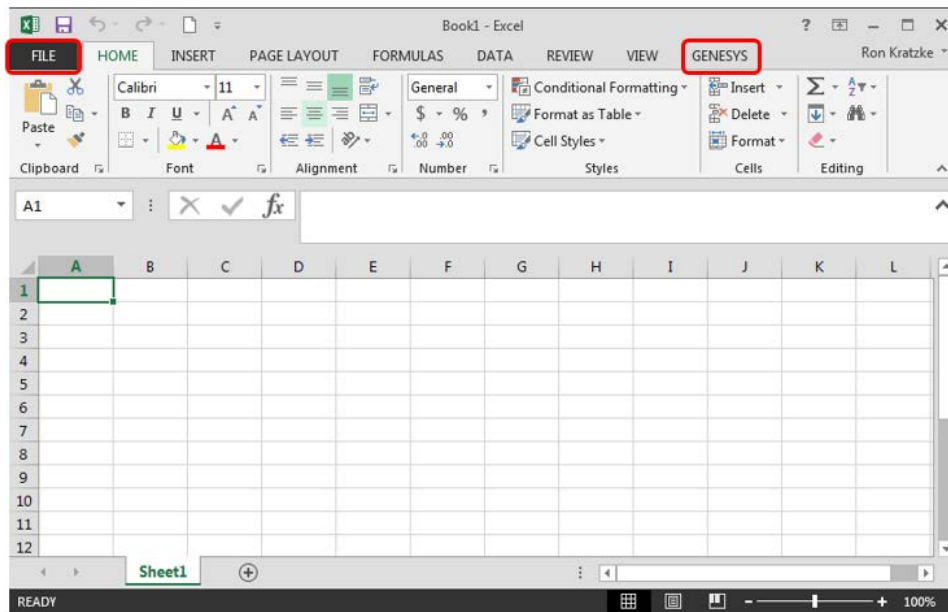 Book1 - Excel
FILE HOME INSERT PAGE LAYOUT FORMULAS DATA REVIEW VIEW GENESYS Ron Kratzke
Calibri 11 General Conditional Formatting Insert
Paste B I U A A $ % , Format as Table Delete
A .00 .0 Cell Styles Format
Clipboard Font Alignment Number Styles Cells Editing
A1 fx
A B C D E F G H I J K L
1
2
3
4
5
6
7
8
9
10
11
12
Sheet1
READY 100%